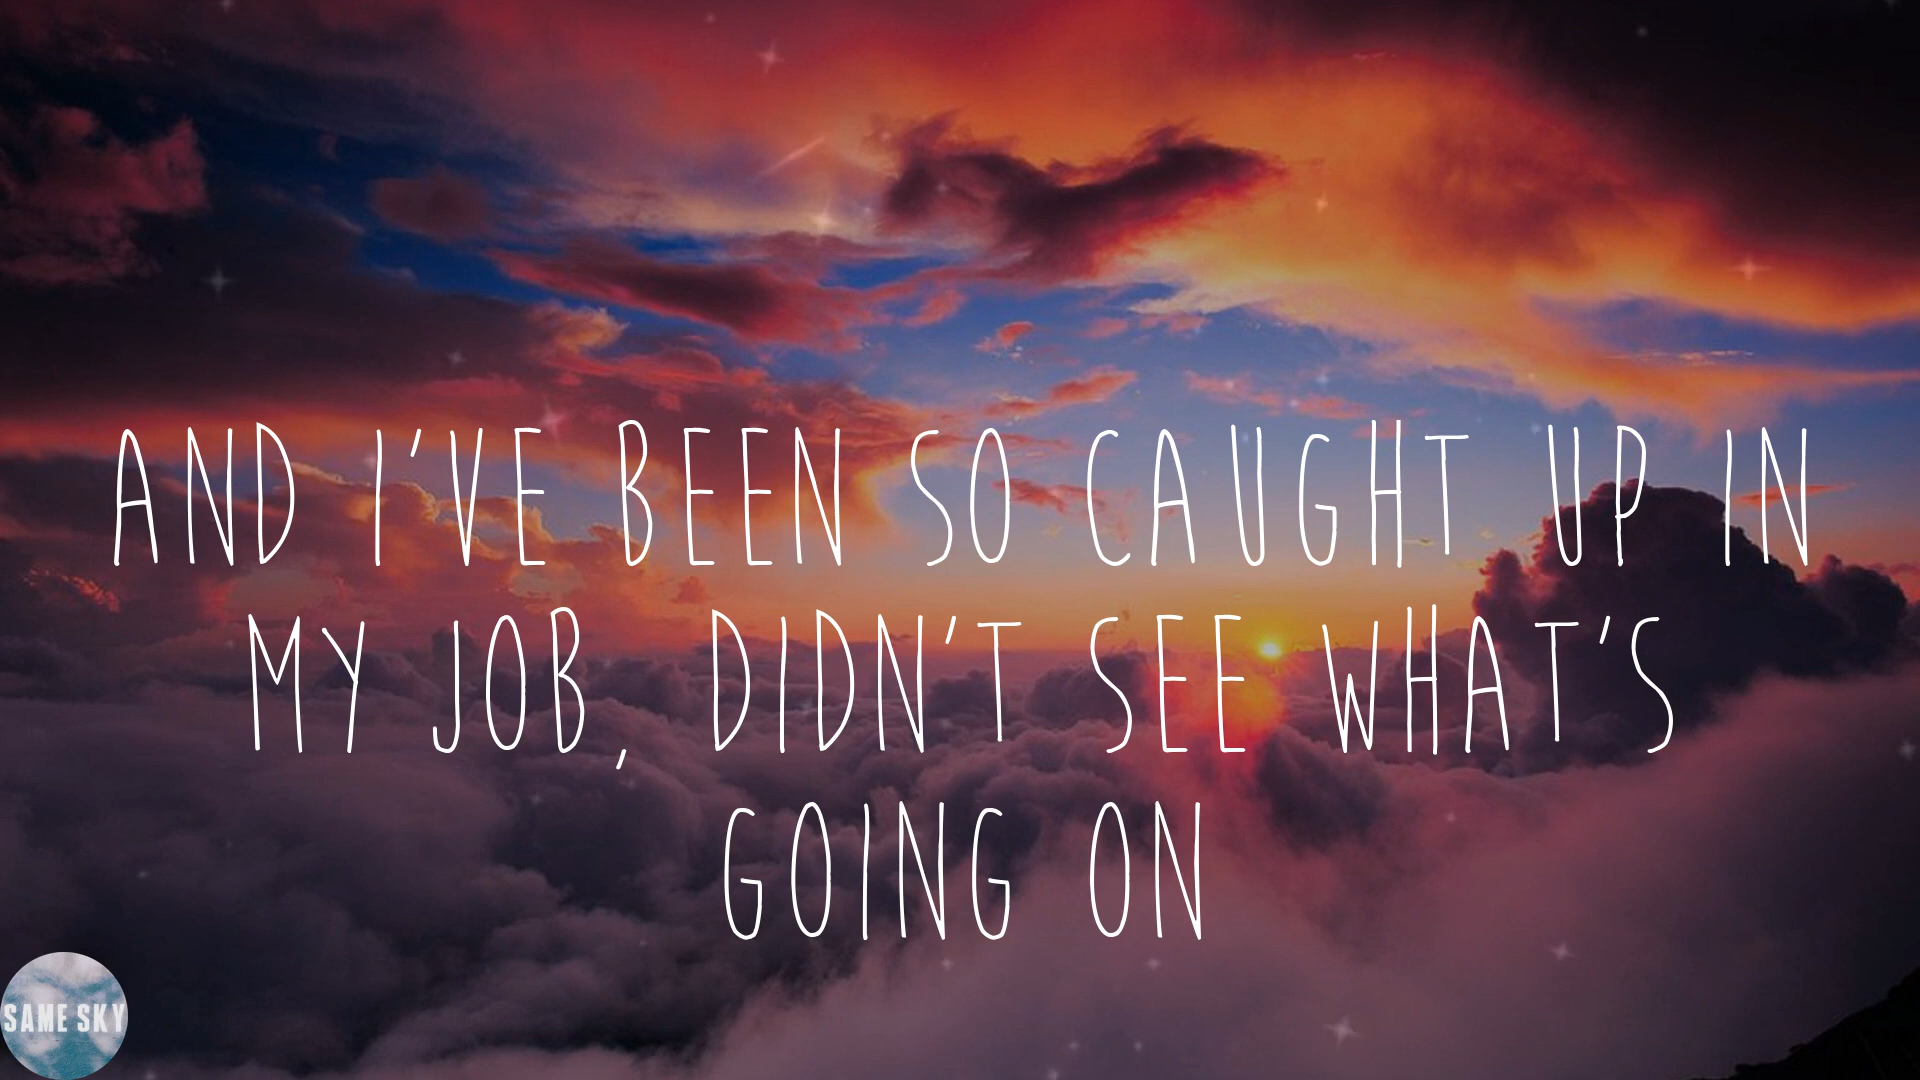 AND I'VE BEEN SO CAUGHT UP IN
MY JOB, DIDN'T SEE WHAT'S
GOING ON
SAME SKY